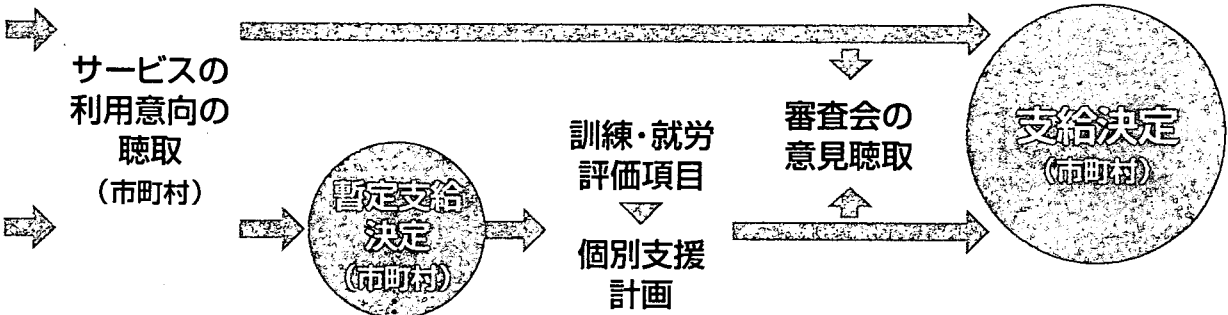 サービスの
利用意向の
聴取
(市町村)
暫定支給
決定
(市町村)
訓練・就労
評価項目
個別支援
計画
審査会の
意見聴取
支給決定
(市町村)